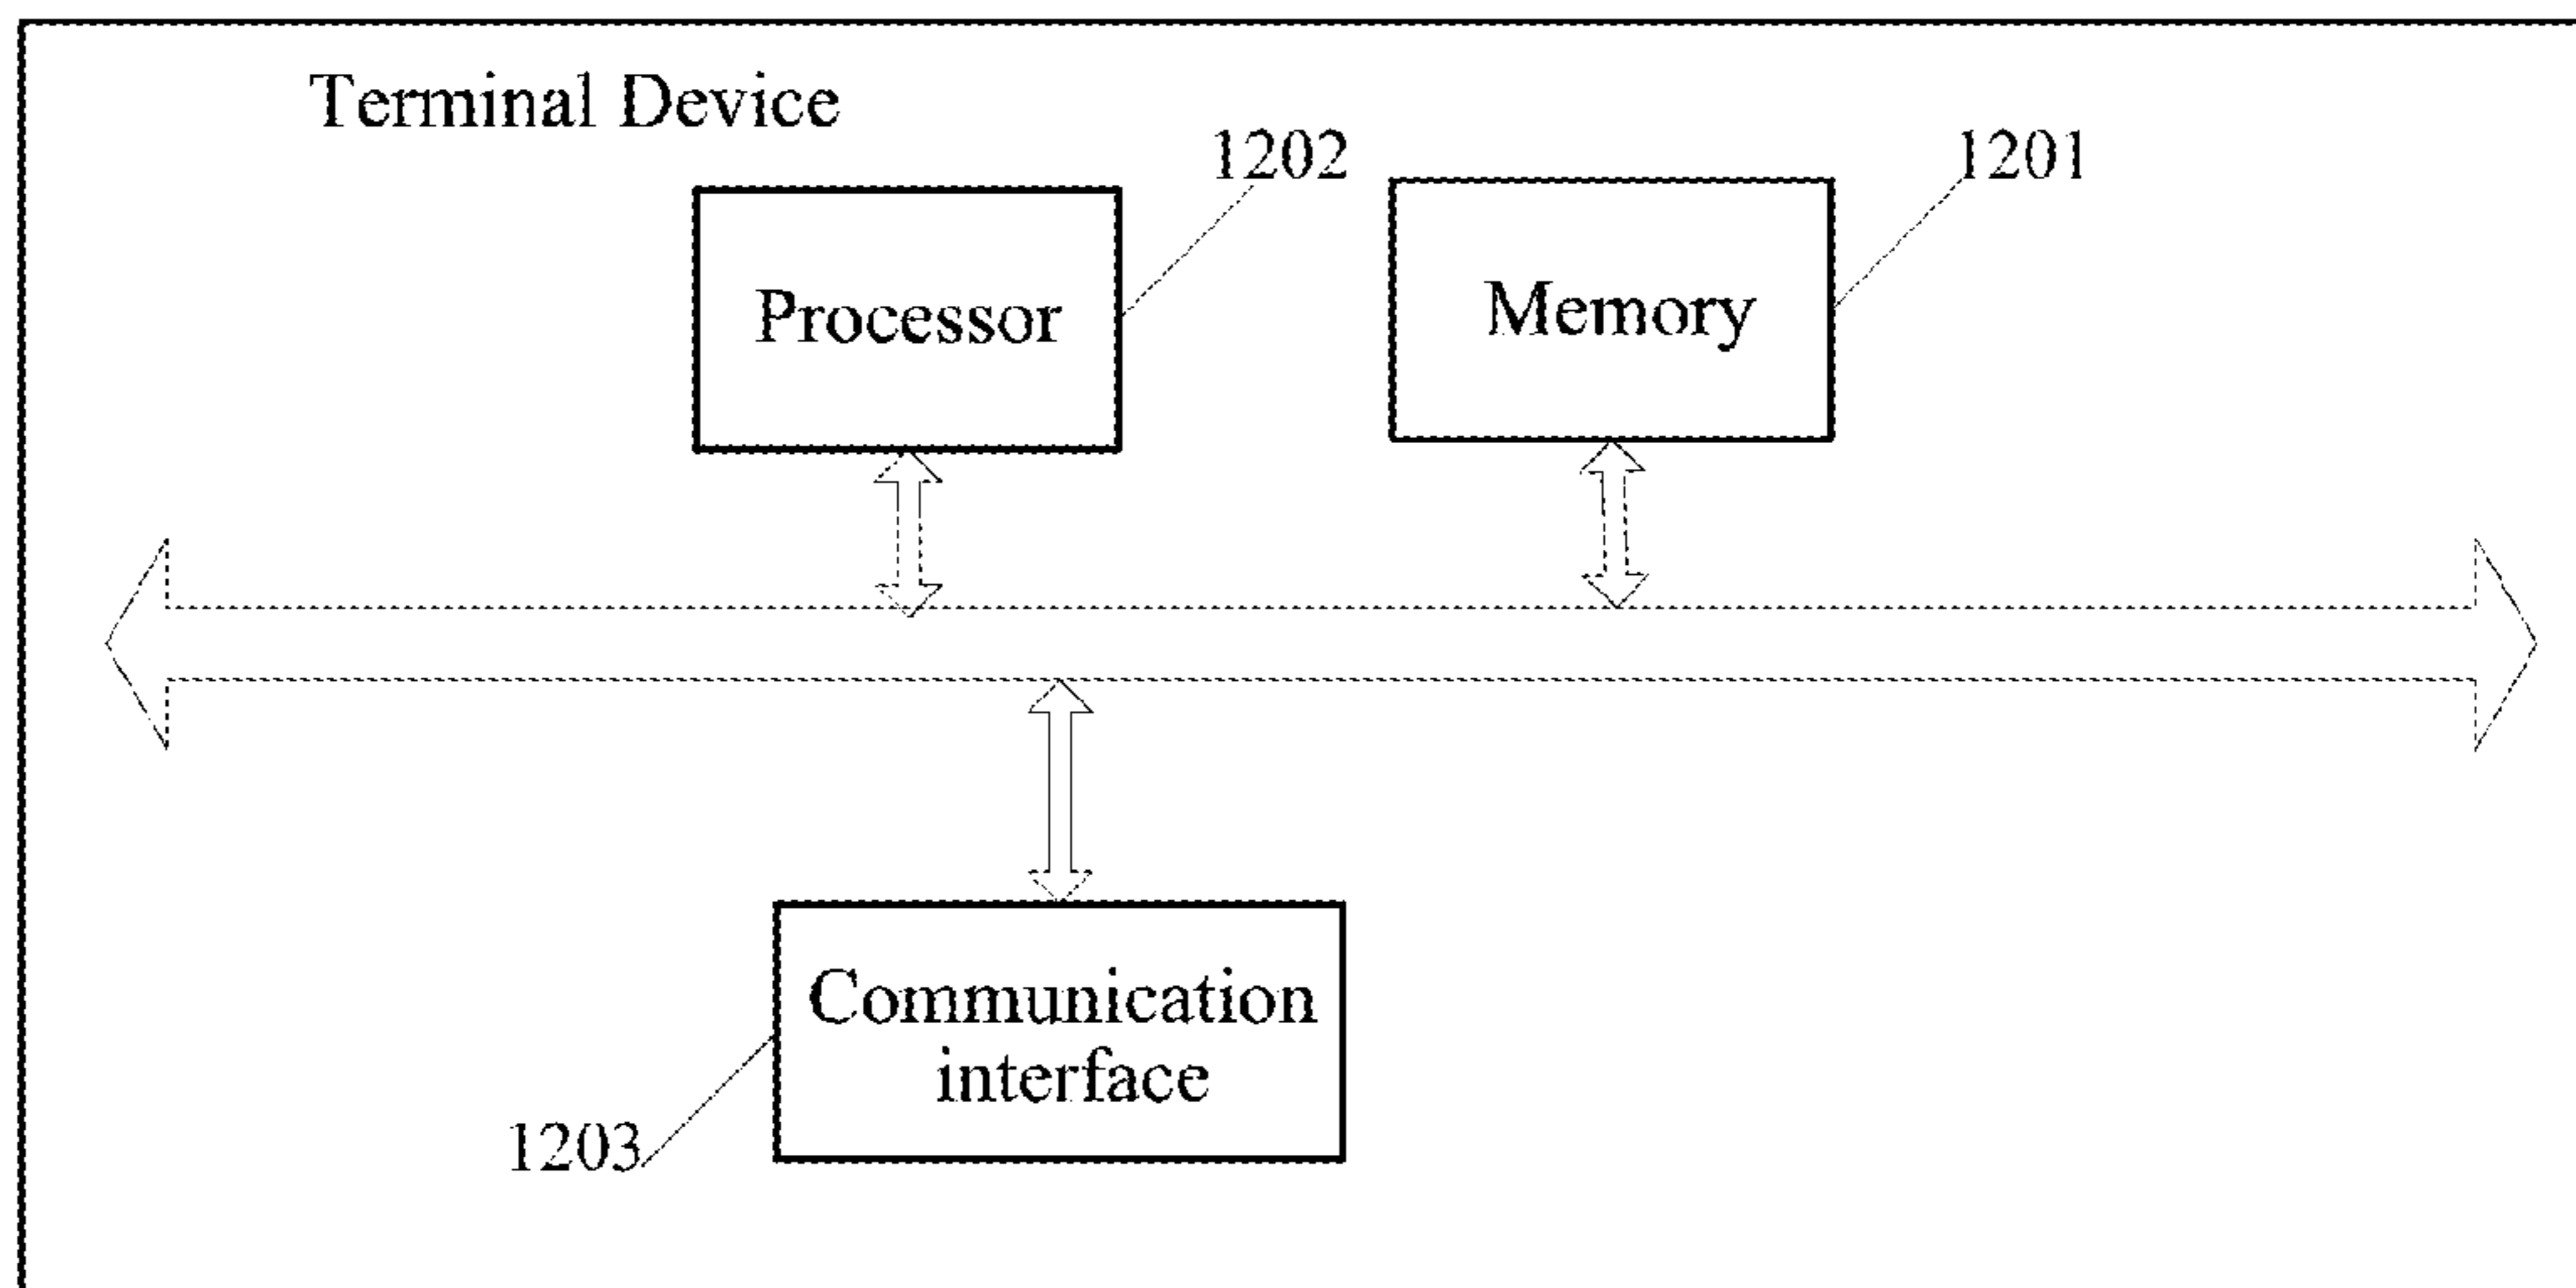 Terminal Device
1202
1201
Processor
Memory
Communication
interface
1203